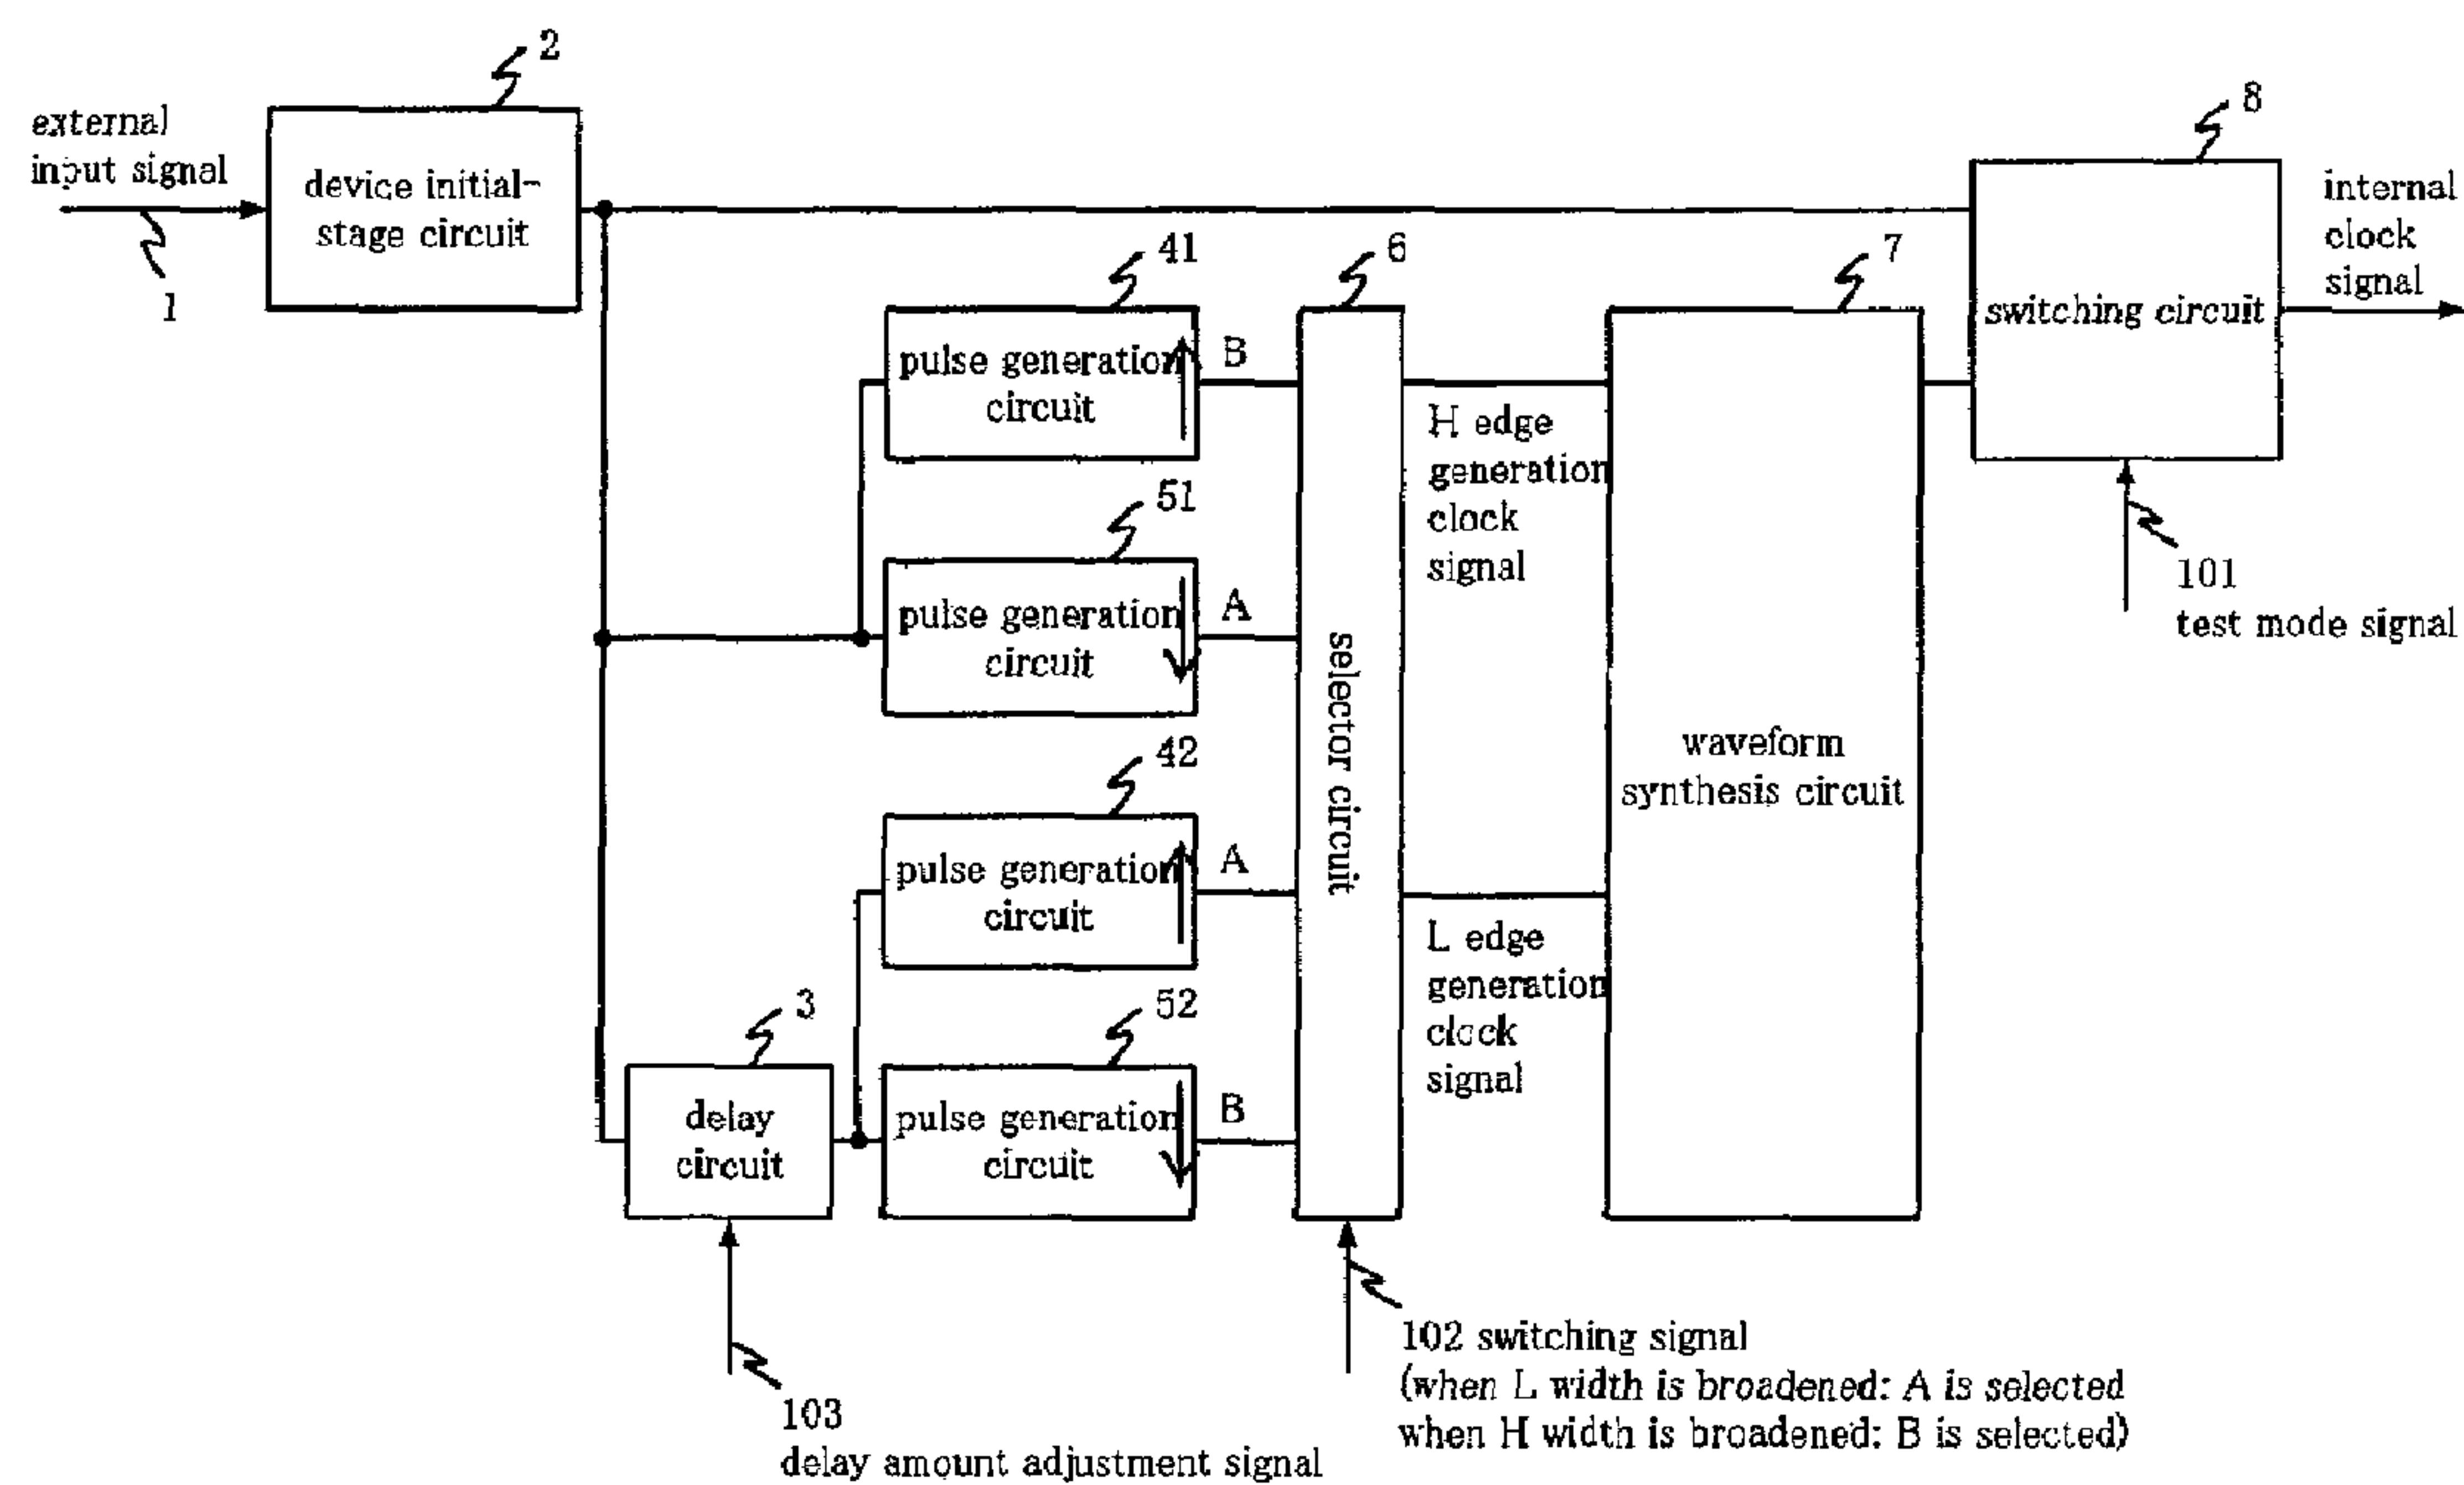 2
external
input signal
device initial-
stage circuit
1
8
switching circuit
internal
clock
signal
101
test mode signal
41
pulse generation
circuit
B
51
pulse generation
circuit
A
42
pulse generation
circuit
A
52
pulse generation
circuit
B
3
delay
circuit
103
delay amount adjustment signal
6
selector circuit
102 switching signal
(when L width is broadened: A is selected
when H width is broadened: B is selected)
H edge
generation
clock
signal
L edge
generation
clock
signal
7
waveform
synthesis circuit